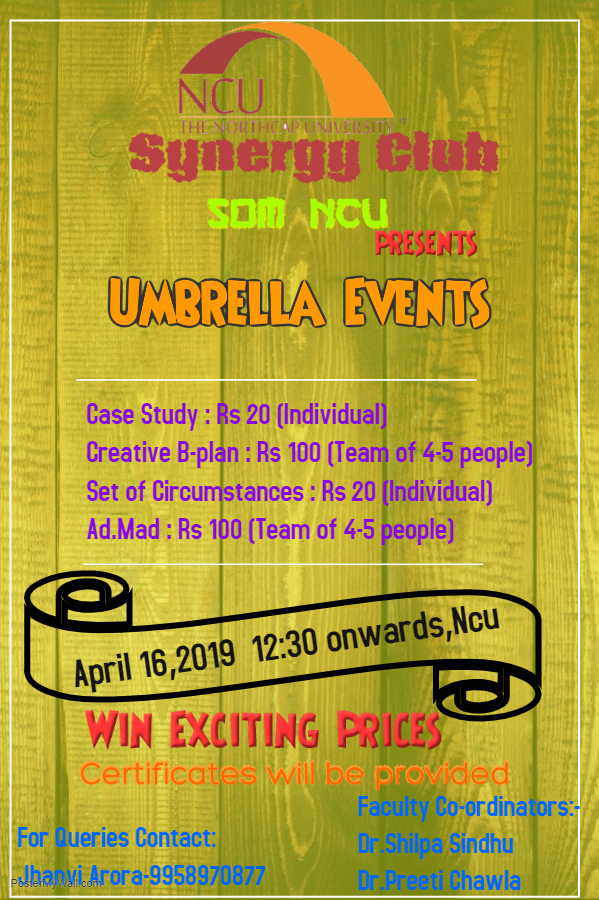 NCU
THE NORTHCAP UNIVERSITY
Synergy Club
SOM NCU
PRESENTS
UMBRELLA EVENTS
Case Study : Rs 20 (Individual)
Creative B-plan : Rs 100 (Team of 4-5 people)
Set of Circumstances : Rs 20 (Individual)
Ad.Mad : Rs 100 (Team of 4-5 people)
April 16,2019 12:30 onwards,Ncu
WIN EXCITING PRICES
Certificates will be provided
Faculty Co-ordinators:-
Dr.Shilpa Sindhu
Dr.Preeti Chawla
For Queries Contact:
Jhanvi Arora-9958970877
PosterMyWall.com